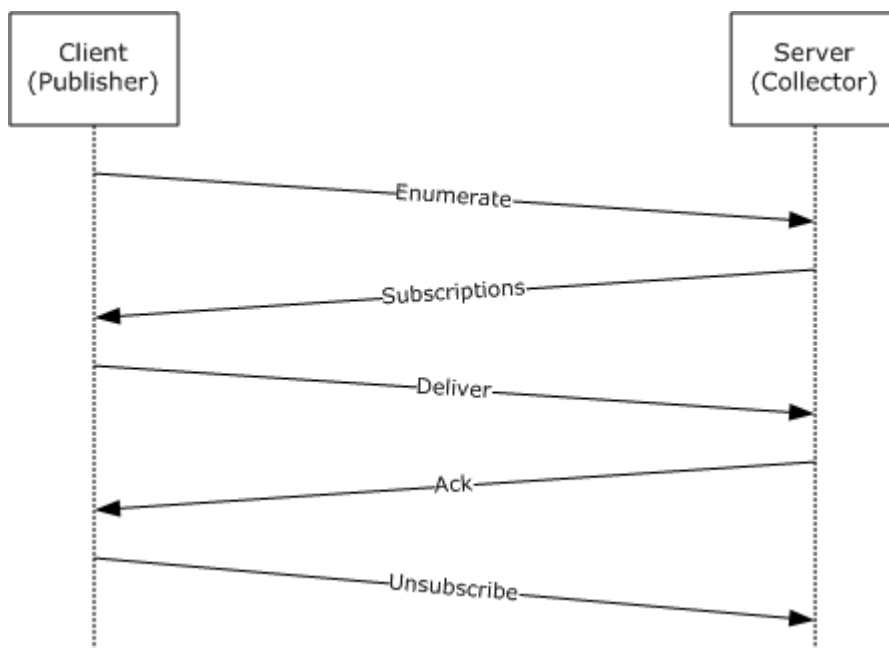 Client
(Publisher)
Server
(Collector)
Enumerate
Subscriptions
Deliver
Ack
Unsubscribe